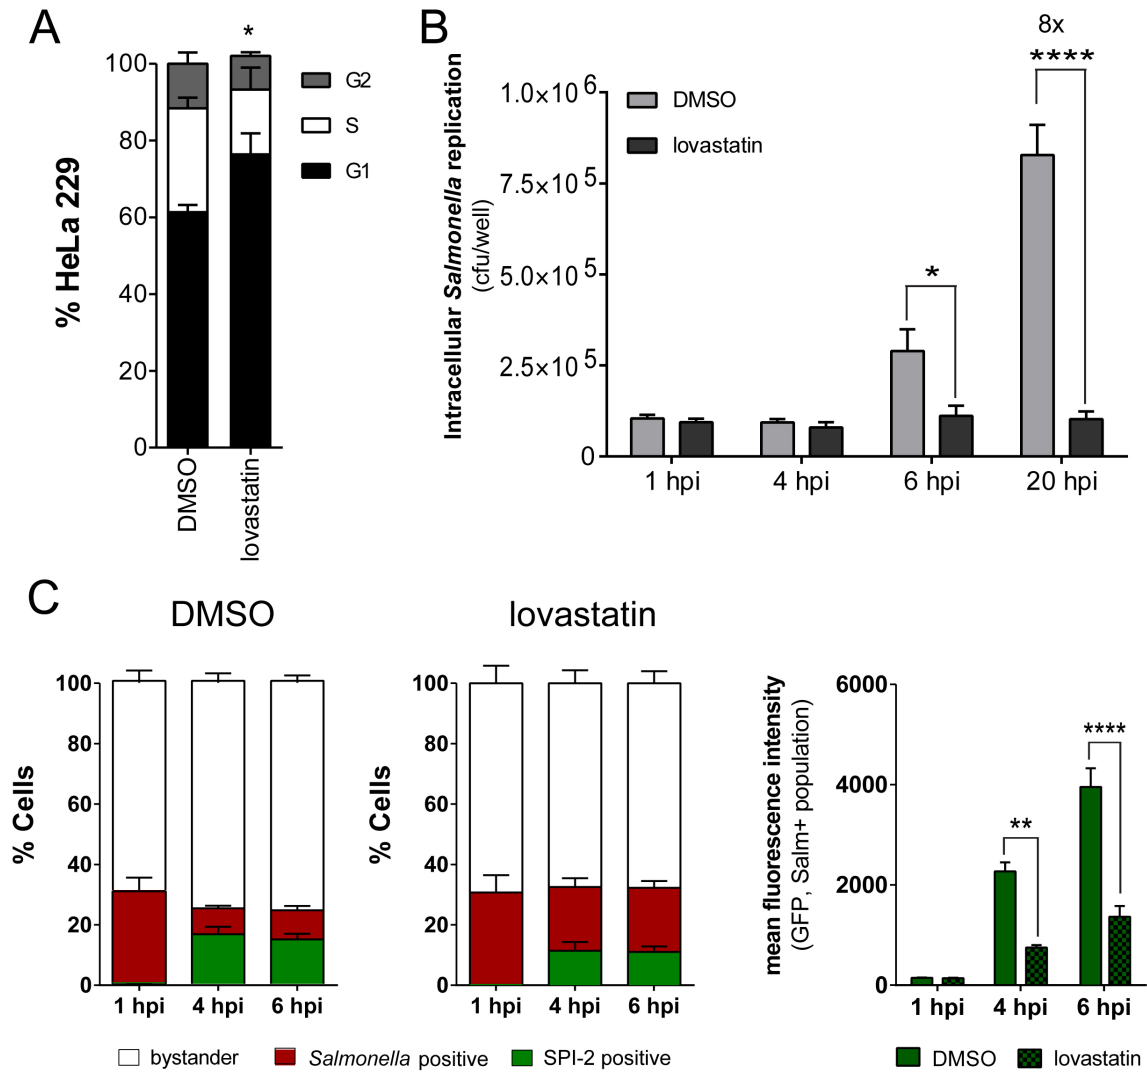 A
*
100
80
60
40
20
0
% HeLa 229
DMSO
lovastatin
G2
S
G1
B
8x
****
*
Intracellular Salmonella replication
(cfu/well)
1.0×10 6
7.5×10 5
5.0×10 5
2.5×10 5
0
DMSO
lovastatin
1 hpi 4 hpi 6 hpi 20 hpi
C
DMSO
% Cells
100
80
60
40
20
0
1 hpi 4 hpi 6 hpi
lovastatin
% Cells
100
80
60
40
20
0
1 hpi 4 hpi 6 hpi
bystander Salmonella positive SPI-2 positive
mean fluorescence intensity
(GFP, Salm+ population)
6000
4000
2000
0
**
****
1 hpi 4 hpi 6 hpi
DMSO lovastatin